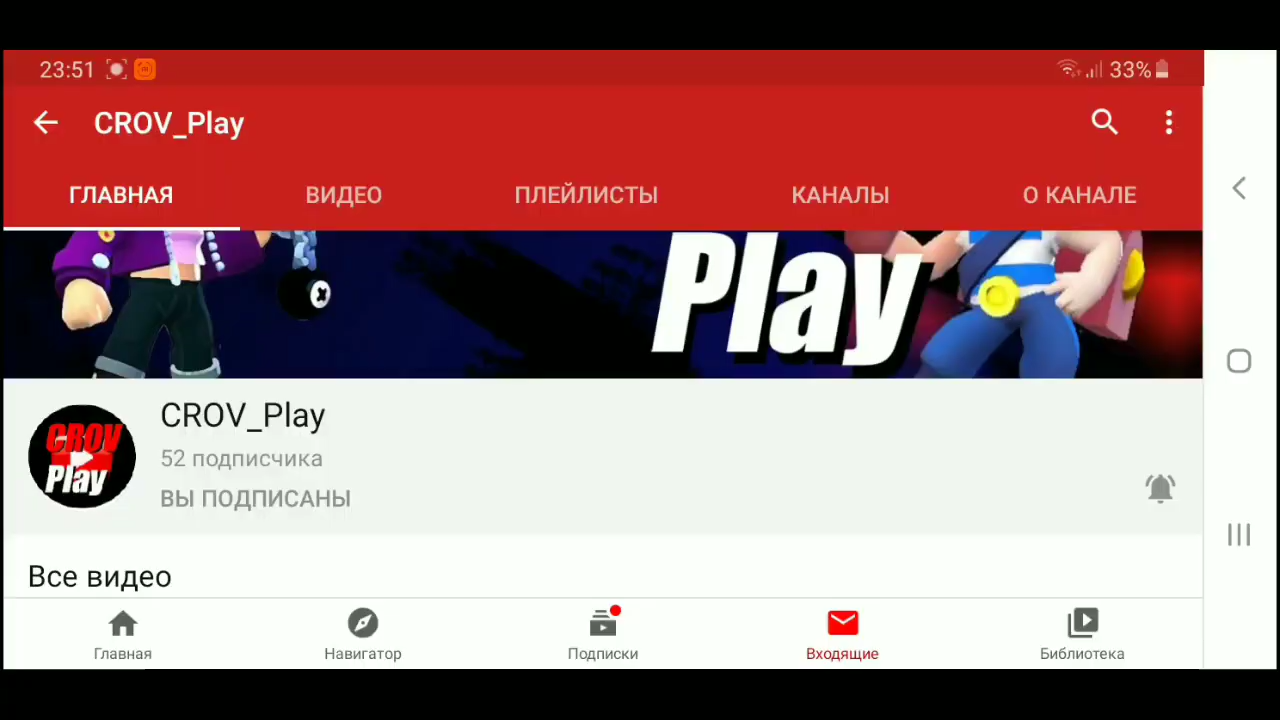 23:51 33%
CROV_Play
ГЛАВНАЯ ВИДЕО ПЛЕЙЛИСТЫ КАНАЛЫ О КАНАЛЕ
Play
CROV
Play
CROV_Play
52 подписчика
ВЫ ПОДПИСАНЫ
Все видео
Главная Навигатор Подписки Входящие Библиотека